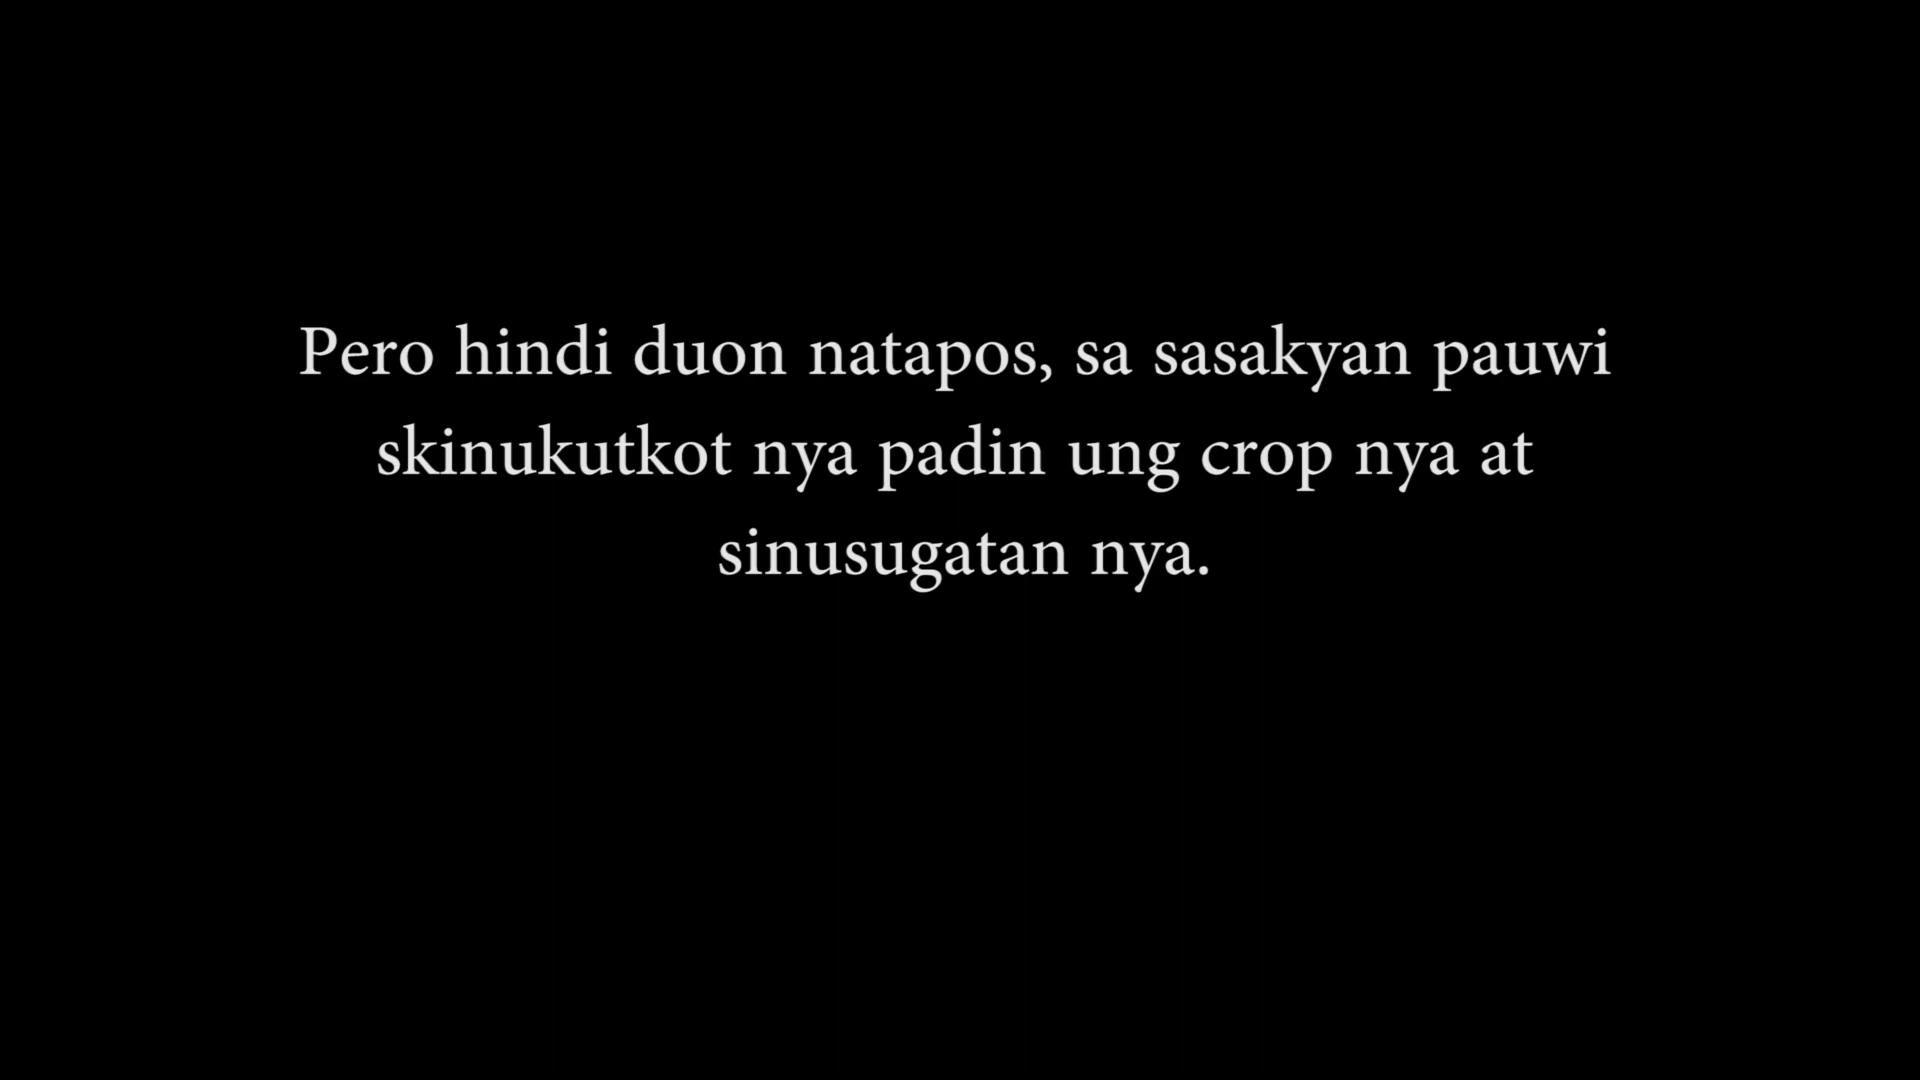 Pero hindi duon natapos, sa sasakyan pauwi
skinukutkot nya padin ung crop nya at
sinusugatan nya.